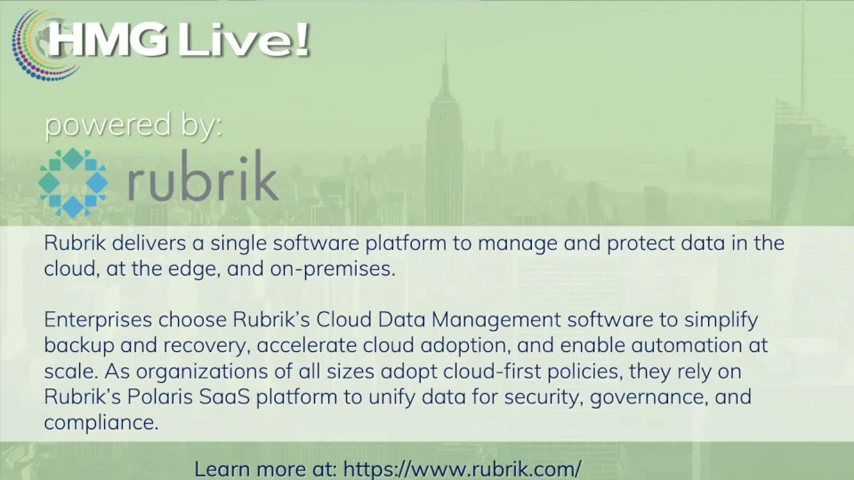 HMG Live!
powered by:
rubrik
Rubrik delivers a single software platform to manage and protect data in the
cloud, at the edge, and on-premises.
Enterprises choose Rubrik's Cloud Data Management software to simplify
backup and recovery, accelerate cloud adoption, and enable automation at
scale. As organizations of all sizes adopt cloud-first policies, they rely on
Rubrik's Polaris SaaS platform to unify data for security, governance, and
compliance.
Learn more at: https://www.rubrik.com/